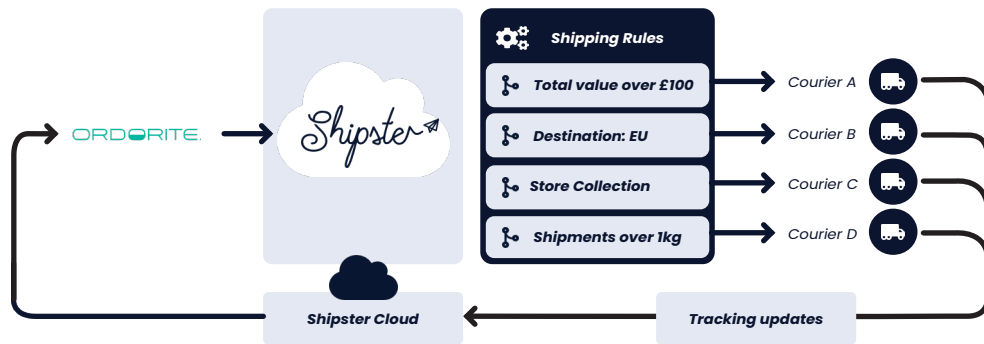 Shipping Rules
ORDORITE.
Shipster
Total value over £100
Courier A
Destination: EU
Courier B
Store Collection
Courier C
Shipments over 1kg
Courier D
Shipster Cloud
Tracking updates